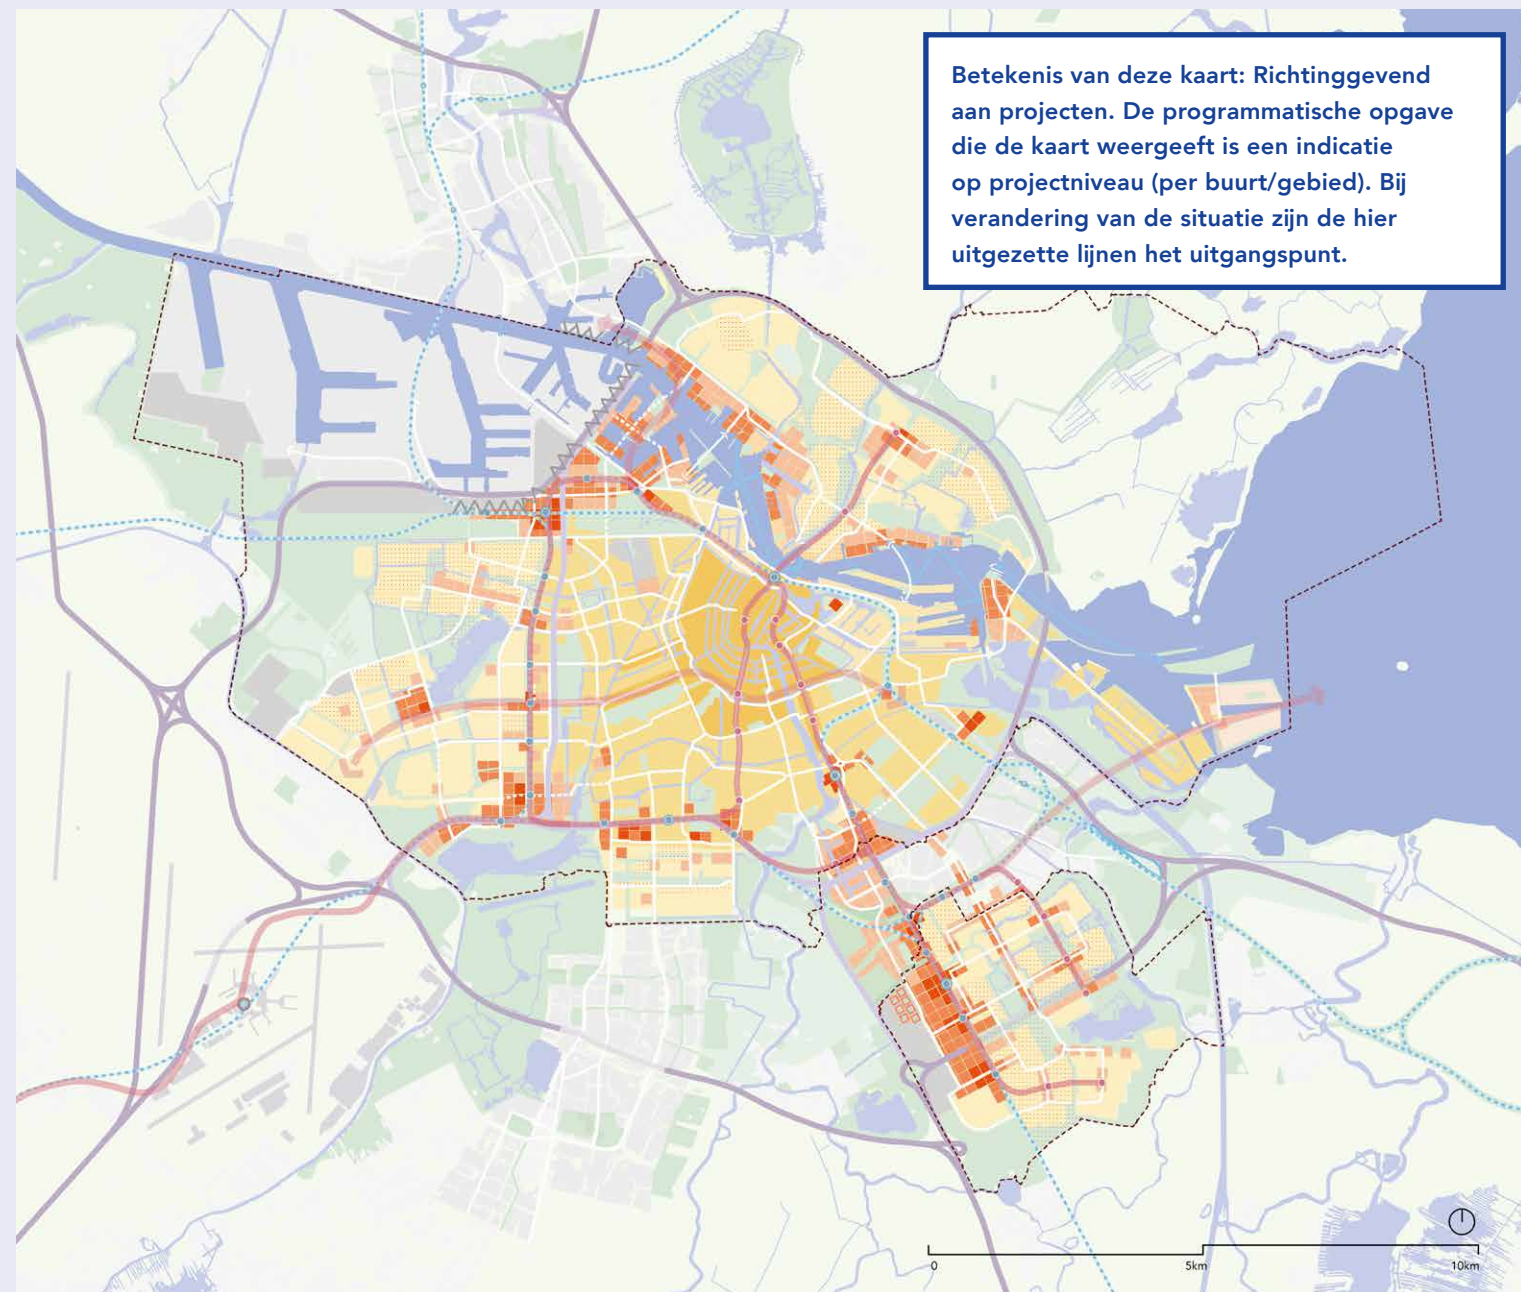 Betekenis van deze kaart: Richtinggevend
aan projecten. De programmatische opgave
die de kaart weergeeft is een indicatie
op projectniveau (per buurt/gebied). Bij
verandering van de situatie zijn de hier
uitgezette lijnen het uitgangspunt.
0 5km 10km